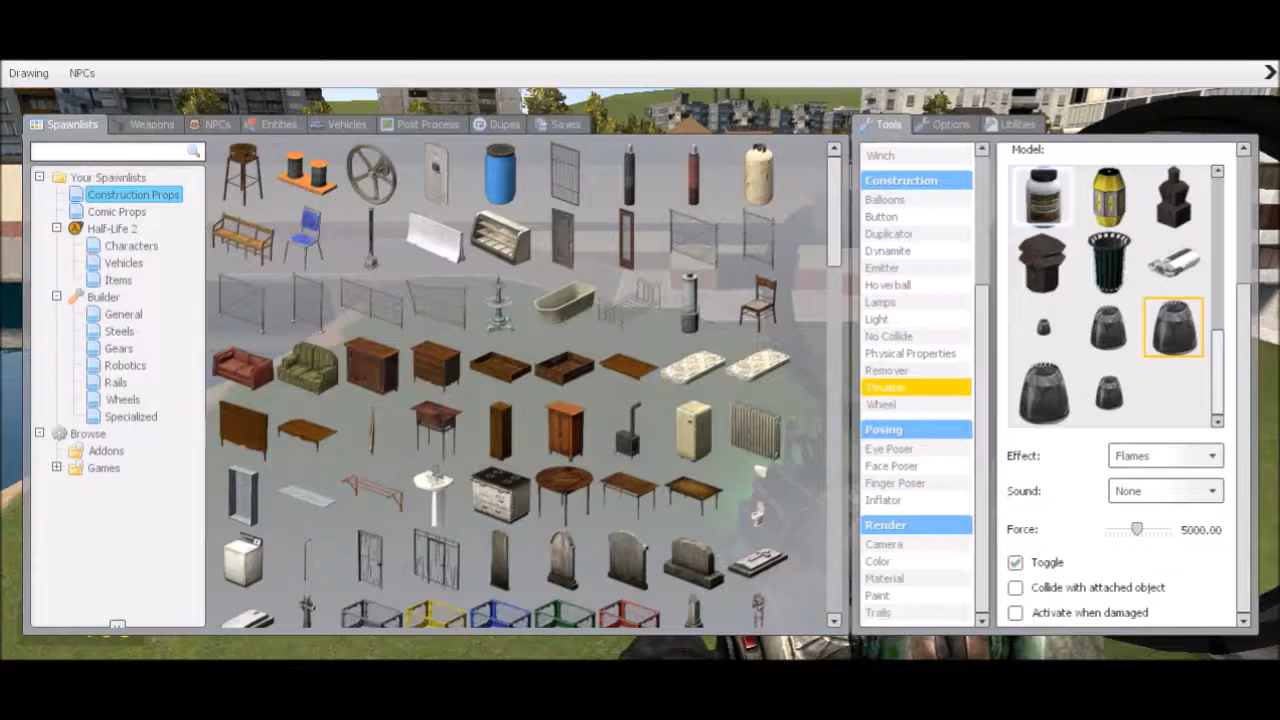 Drawing NPCs
Spawnlists Weapons NPCs Entities Vehicles Post Process Dupes Saves
Your Spawnlists
Construction Props
Comic Props
Half-Life 2
Characters
Vehicles
Items
Builder
General
Steels
Gears
Robotics
Rails
Wheels
Specialized
Browse
Addons
Games
Tools Options Utilities
Winch
Construction
Balloons
Button
Duplicator
Dynamite
Emitter
Hoverball
Lamps
Light
No Collide
Physical Properties
Remover
Thruster
Wheel
Posing
Eye Poser
Face Poser
Finger Poser
Inflator
Render
Camera
Color
Material
Paint
Trails
Model:
Effect: Flames
Sound: None
Force: 5000.00
Toggle
Collide with attached object
Activate when damaged